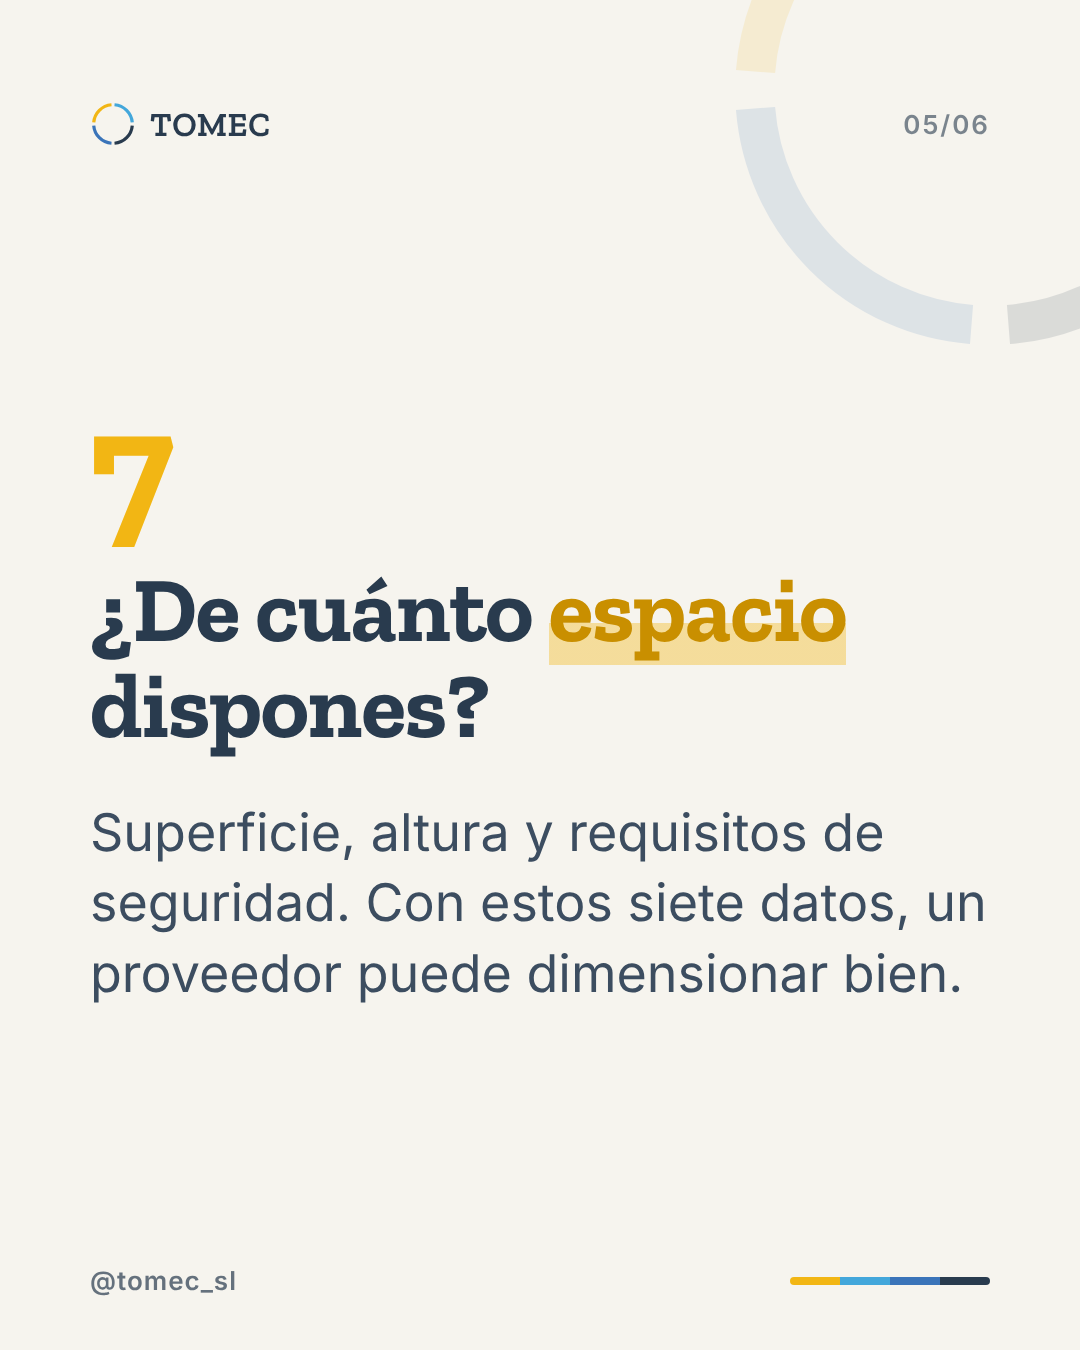 TOMEC
05/06
7
¿De cuánto espacio
dispones?
Superficie, altura y requisitos de
seguridad. Con estos siete datos, un
proveedor puede dimensionar bien.
@tomec_sl